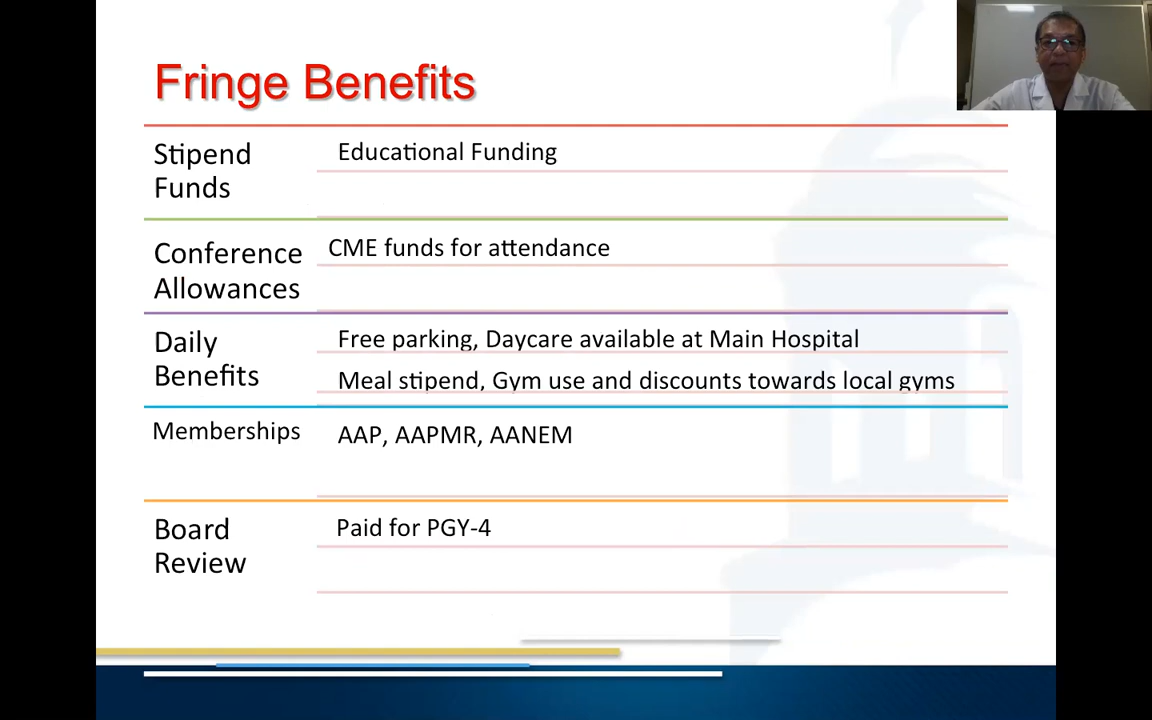 Fringe Benefits
Stipend
Funds
Educational Funding
Conference
Allowances
CME funds for attendance
Daily
Benefits
Free parking, Daycare available at Main Hospital
Meal stipend, Gym use and discounts towards local gyms
Memberships
AAP, AAPMR, AANEM
Board
Review
Paid for PGY-4